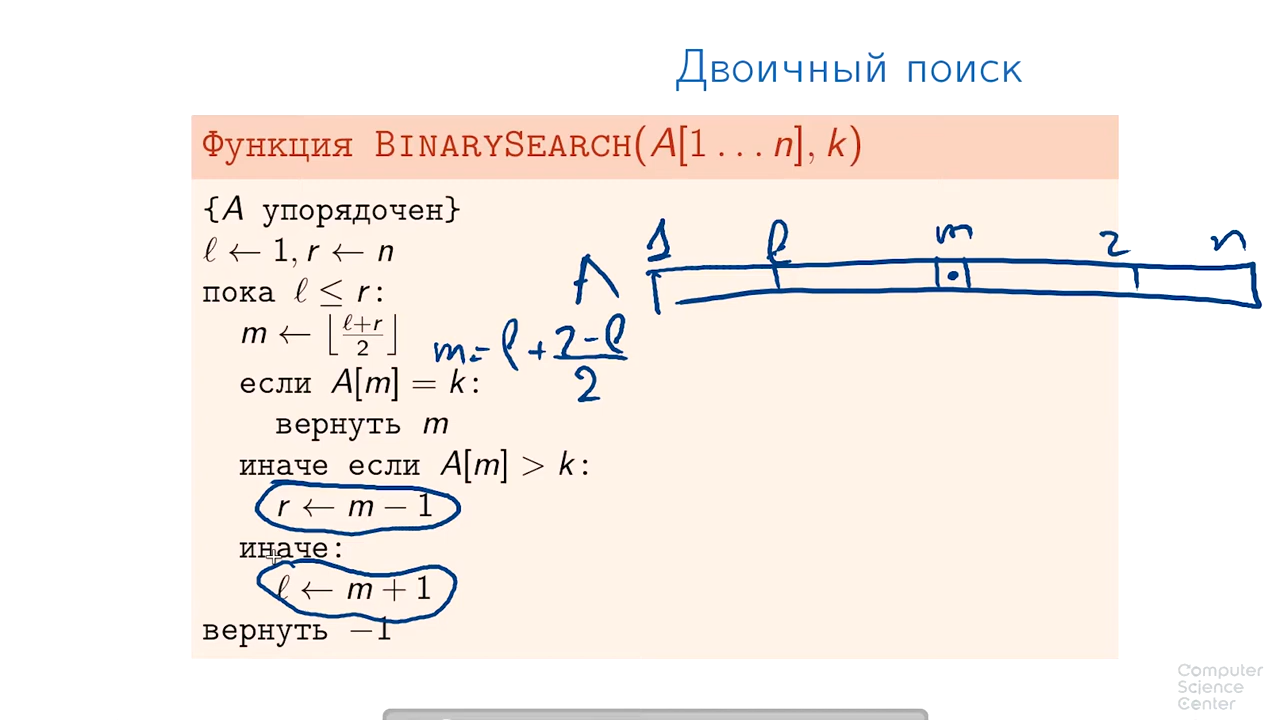 Двоичный поиск
Функция BINARYSEARCH(A[1 … n], k)
{A упорядочен}
ℓ ← 1, r ← n
пока ℓ ≤ r:
m ← ⌊(ℓ+r)/2⌋
если A[m] = k:
вернуть m
иначе если A[m] > k:
r ← m − 1
иначе:
ℓ ← m + 1
вернуть −1
1 ℓ m r n
A
m = ℓ + (r−ℓ)/2
Computer
Science
Center